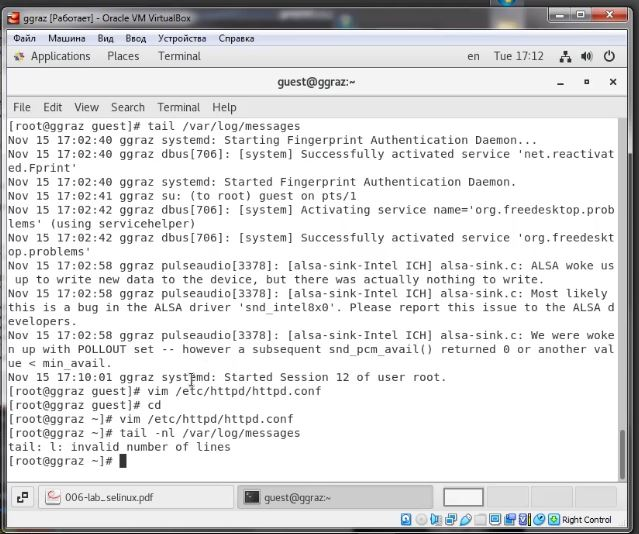 ggraz [Работает] - Oracle VM VirtualBox
Файл Машина Вид Ввод Устройства Справка
Applications Places Terminal en Tue 17:12
guest@ggraz:~
File Edit View Search Terminal Help
[root@ggraz guest]# tail /var/log/messages
Nov 15 17:02:40 ggraz systemd: Starting Fingerprint Authentication Daemon...
Nov 15 17:02:40 ggraz dbus[706]: [system] Successfully activated service 'net.reactivat
ed.Fprint'
Nov 15 17:02:40 ggraz systemd: Started Fingerprint Authentication Daemon.
Nov 15 17:02:41 ggraz su: (to root) guest on pts/1
Nov 15 17:02:42 ggraz dbus[706]: [system] Activating service name='org.freedesktop.prob
lems' (using servicehelper)
Nov 15 17:02:42 ggraz dbus[706]: [system] Successfully activated service 'org.freedeskt
op.problems'
Nov 15 17:02:58 ggraz pulseaudio[3378]: [alsa-sink-Intel ICH] alsa-sink.c: ALSA woke us
up to write new data to the device, but there was actually nothing to write.
Nov 15 17:02:58 ggraz pulseaudio[3378]: [alsa-sink-Intel ICH] alsa-sink.c: Most likely
this is a bug in the ALSA driver 'snd_intel8x0'. Please report this issue to the ALSA d
evelopers.
Nov 15 17:02:58 ggraz pulseaudio[3378]: [alsa-sink-Intel ICH] alsa-sink.c: We were woke
n up with POLLOUT set -- however a subsequent snd_pcm_avail() returned 0 or another val
ue < min_avail.
Nov 15 17:10:01 ggraz systemd: Started Session 12 of user root.
[root@ggraz guest]# vim /etc/httpd/httpd.conf
[root@ggraz guest]# cd
[root@ggraz ~]# vim /etc/httpd/httpd.conf
[root@ggraz ~]# tail -nl /var/log/messages
tail: l: invalid number of lines
[root@ggraz ~]#
006-lab_selinux.pdf guest@ggraz:~
Right Control